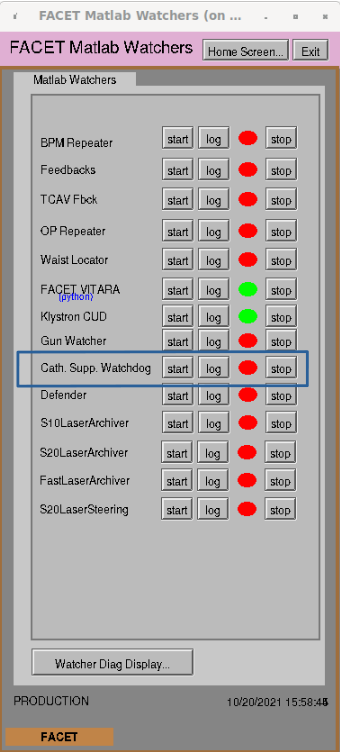 FACET Matlab Watchers (on ...
FACET Matlab Watchers Home Screen... Exit
Matlab Watchers
BPM Repeater start log stop
Feedbacks start log stop
TCAV Fbck start log stop
OP Repeater start log stop
Waist Locator start log stop
FACET VITARA start log stop
(python)
Klystron CUD start log stop
Gun Watcher start log stop
Cath. Supp. Watchdog start log stop
Defender start log stop
S10LaserArchiver start log stop
S20LaserArchiver start log stop
FastLaserArchiver start log stop
S20LaserSteering start log stop
Watcher Diag Display...
PRODUCTION 10/20/2021
FACET